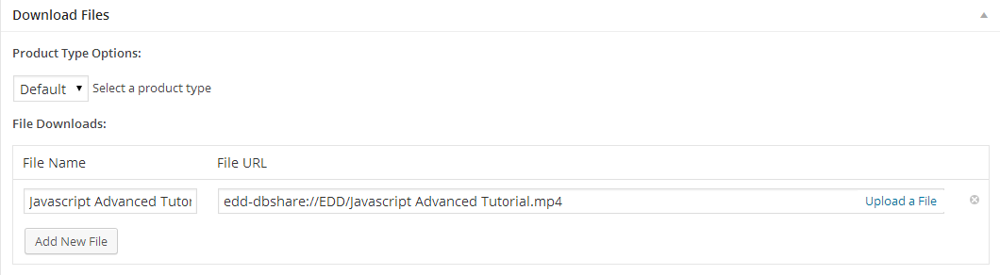 Download Files
Product Type Options:
Default Select a product type
File Downloads:
File Name File URL
Javascript Advanced Tutor edd-dbshare://EDD/Javascript Advanced Tutorial.mp4 Upload a File
Add New File